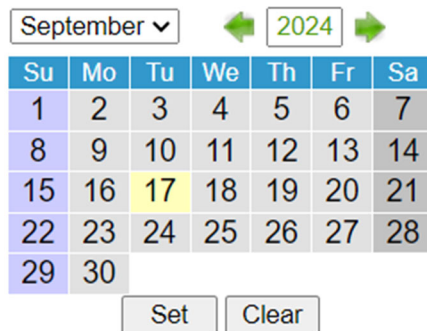 September 2024
Su Mo Tu We Th Fr Sa
1 2 3 4 5 6 7
8 9 10 11 12 13 14
15 16 17 18 19 20 21
22 23 24 25 26 27 28
29 30
Set Clear